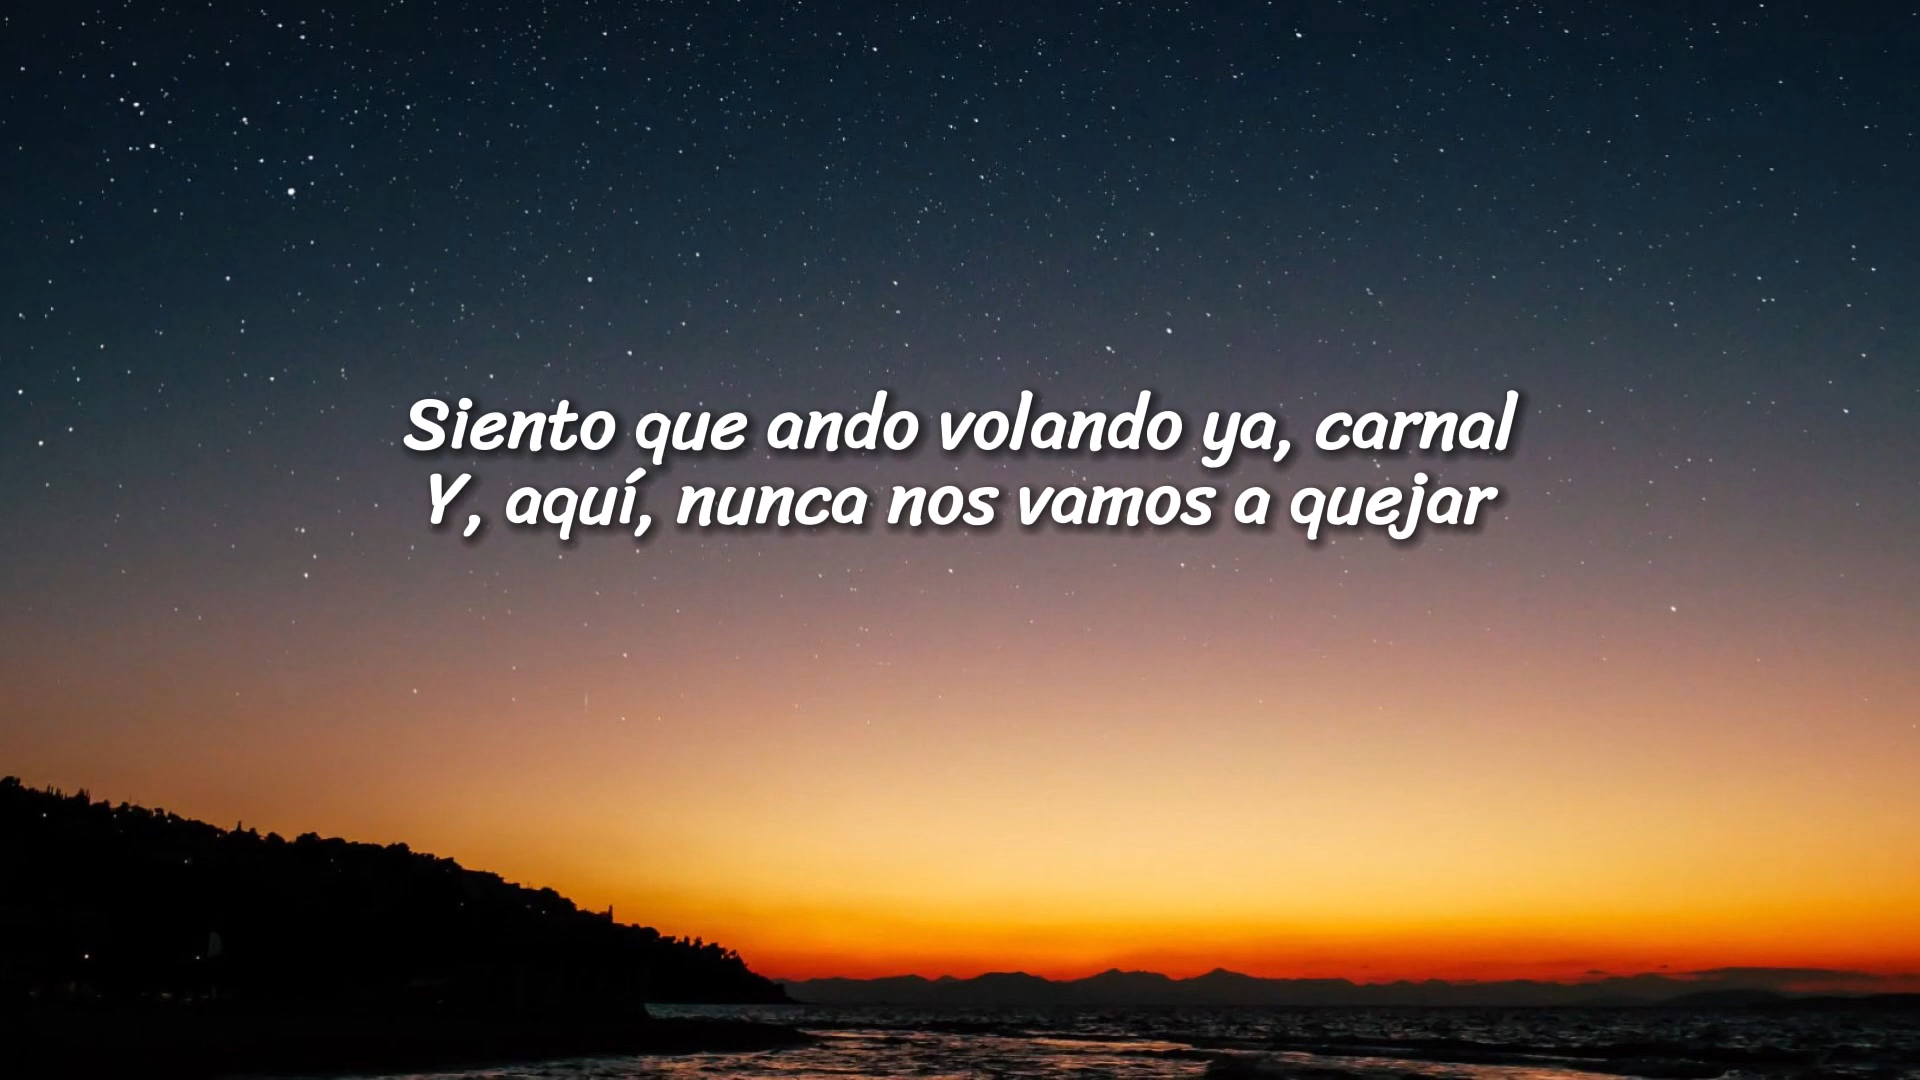 Siento que ando volando ya, carnal
Y, aquí, nunca nos vamos a quejar